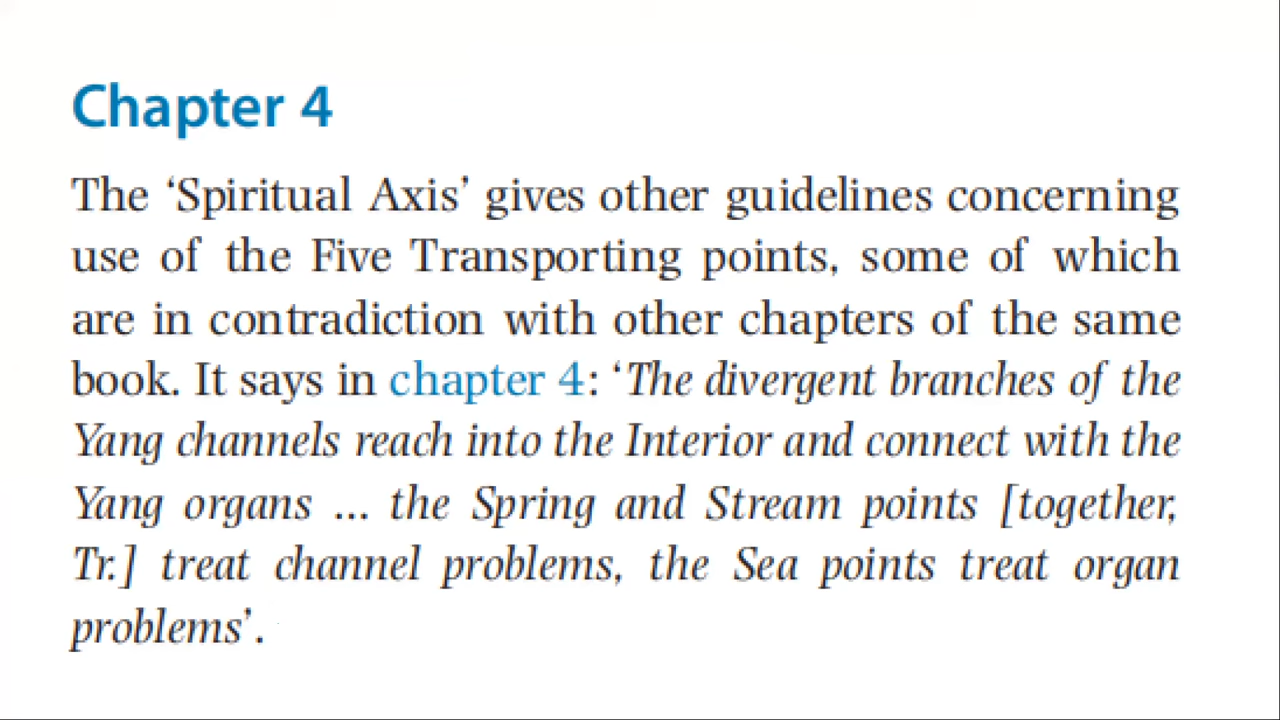 Chapter 4
The ‘Spiritual Axis’ gives other guidelines concerning
use of the Five Transporting points, some of which
are in contradiction with other chapters of the same
book. It says in chapter 4: ‘The divergent branches of the
Yang channels reach into the Interior and connect with the
Yang organs ... the Spring and Stream points [together,
Tr.] treat channel problems, the Sea points treat organ
problems’.